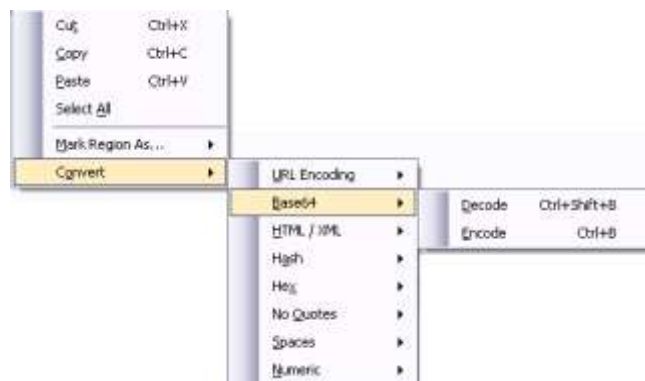 Cut Ctrl+X
Copy Ctrl+C
Paste Ctrl+V
Select All
Mark Region As...
Convert
URL Encoding
Base64
Decode Ctrl+Shift+B
HTML / XML
Encode Ctrl+B
Hash
Hex
No Quotes
Spaces
Numeric